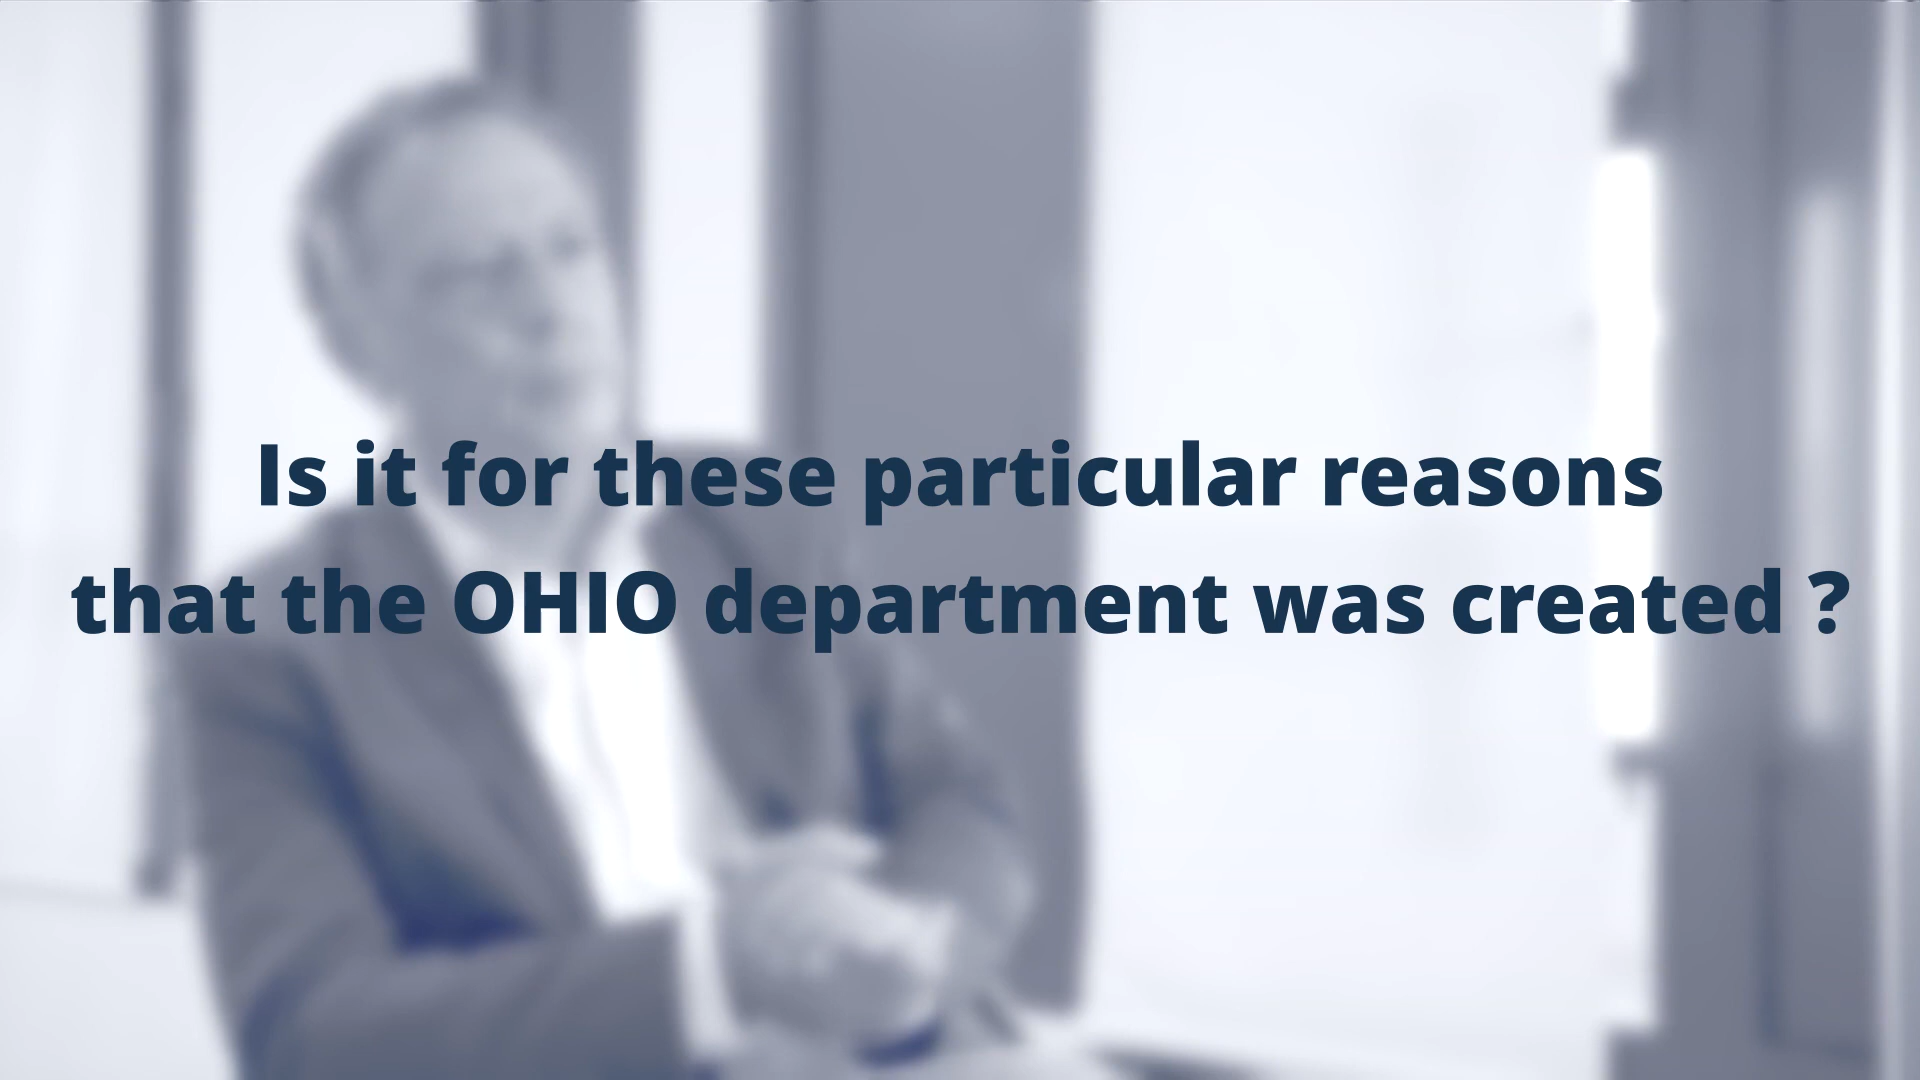 Is it for these particular reasons
that the OHIO department was created ?